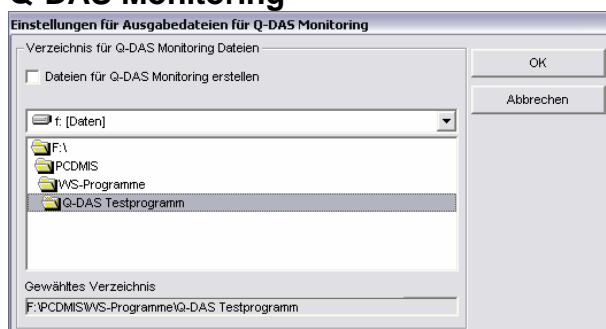 Q-DAS Monitoring
Einstellungen für Ausgabedateien für Q-DAS Monitoring
Verzeichnis für Q-DAS Monitoring Dateien
OK
Dateien für Q-DAS Monitoring erstellen
Abbrechen
f: [Daten]
F:\
PCDMIS
WS-Programme
Q-DAS Testprogramm
Gewähltes Verzeichnis
F:\PCDMIS\WS-Programme\Q-DAS Testprogramm